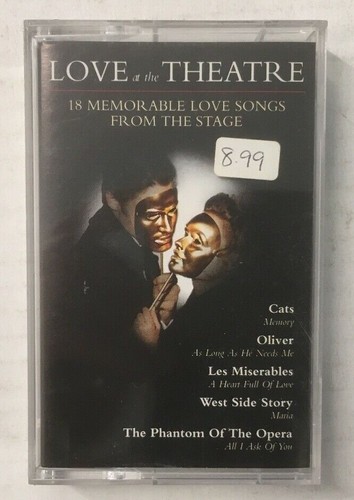 LOVE at the THEATRE
18 MEMORABLE LOVE SONGS
FROM THE STAGE
8.99
Cats
Memory
Oliver
As Long As He Needs Me
Les Miserables
A Heart Full Of Love
West Side Story
Maria
The Phantom Of The Opera
All I Ask Of You